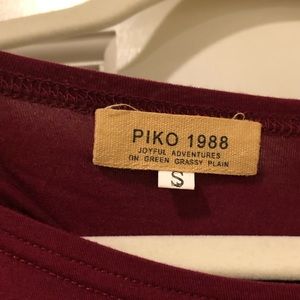 PIKO 1988
JOYFUL ADVENTURES
ON GREEN GRASSY PLAIN
S